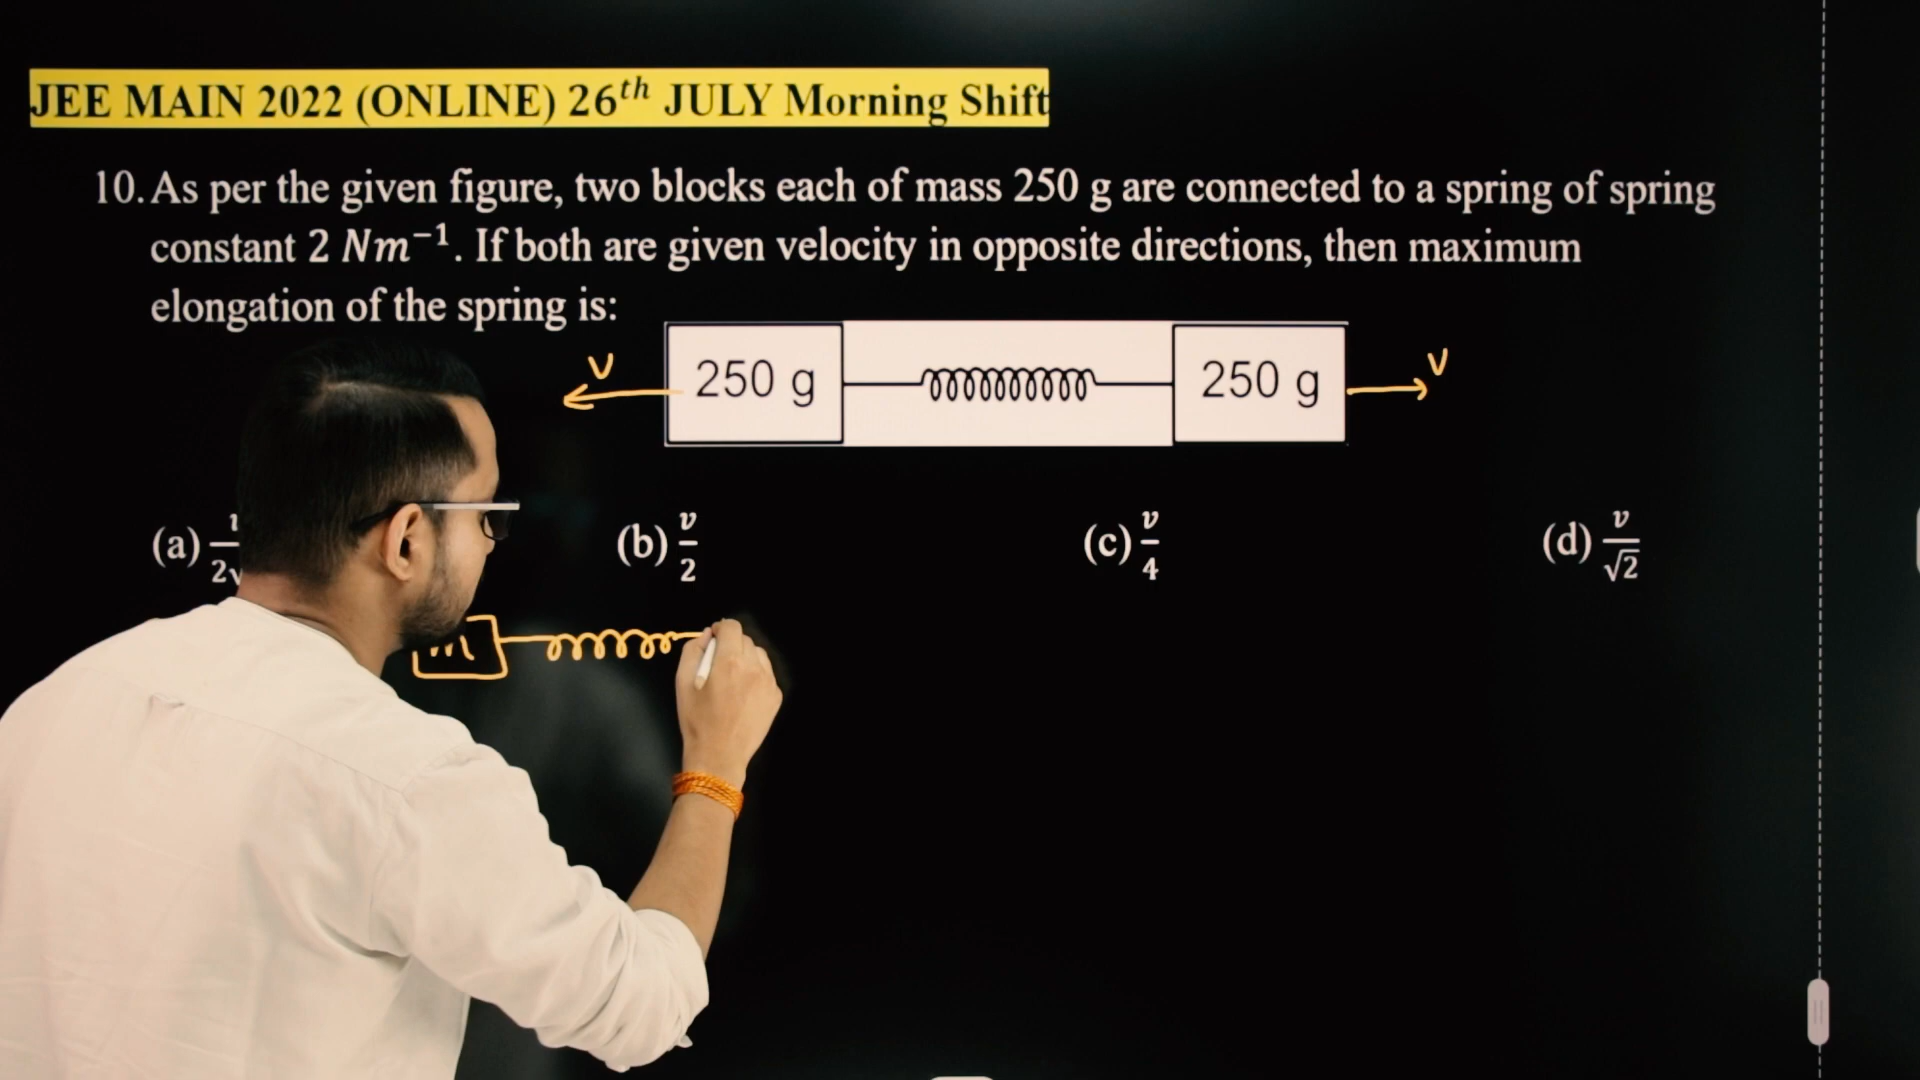 JEE MAIN 2022 (ONLINE) 26th JULY Morning Shift
10. As per the given figure, two blocks each of mass 250 g are connected to a spring of spring
constant 2 Nm⁻¹. If both are given velocity in opposite directions, then maximum
elongation of the spring is:
v 250 g 250 g v
(a) (b) v/2 (c) v/4 (d) v/√2
m